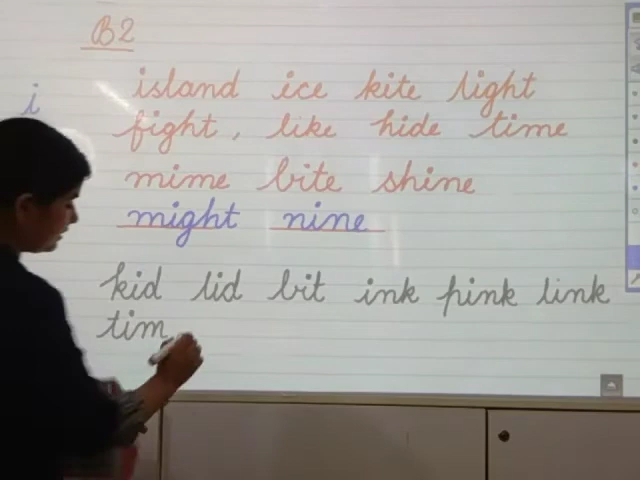 B2
i
island ice kite light
fight, like hide time
mime bite shine
might nine
kid lid bit ink pink link
tim